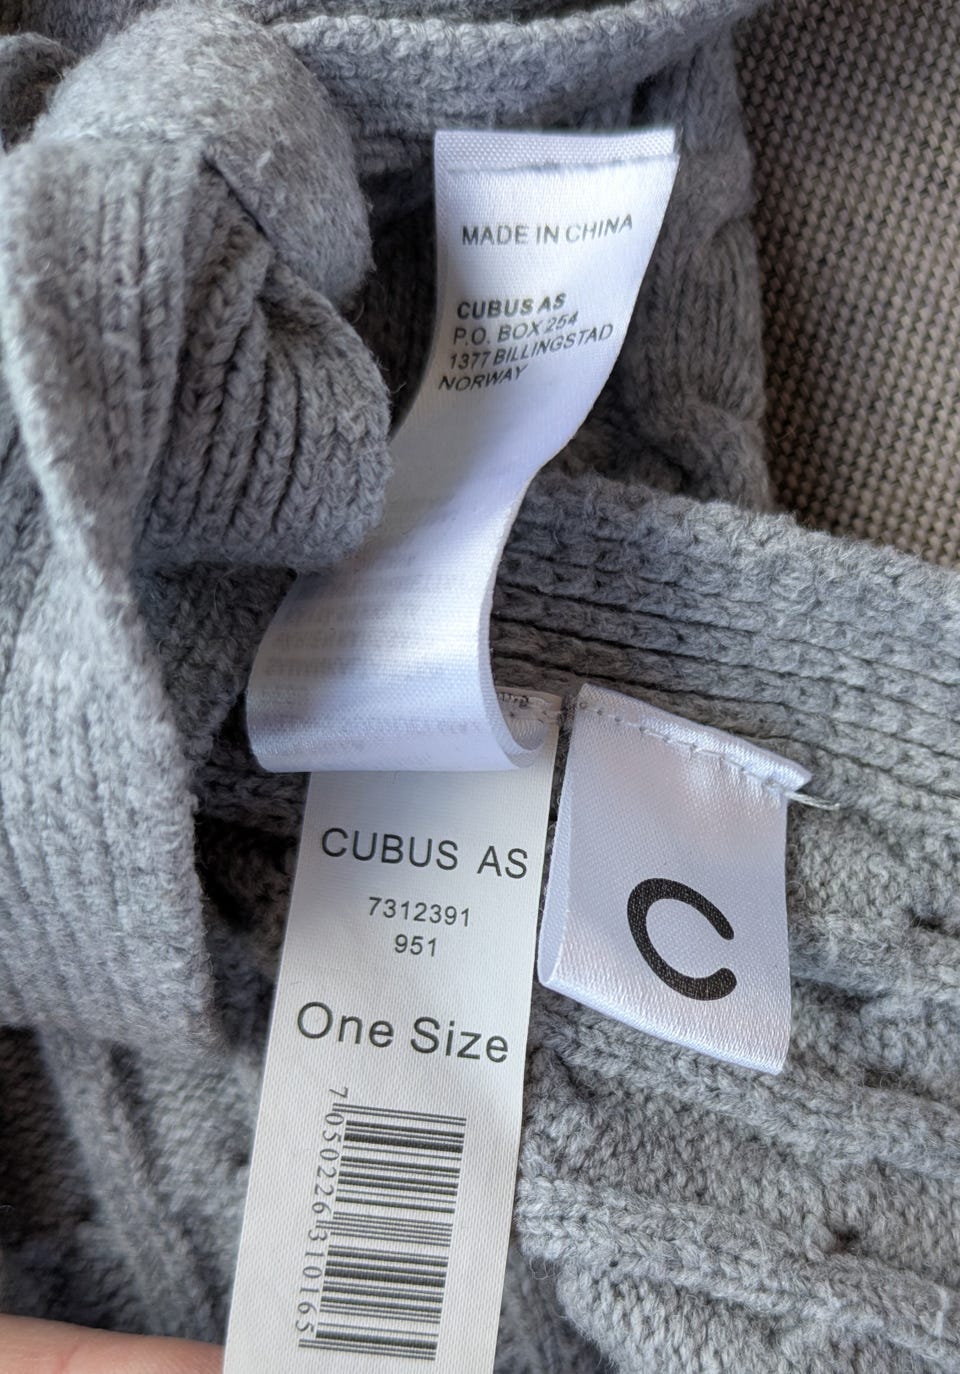 MADE IN CHINA
CUBUS AS
P.O. BOX 254
1377 BILLINGSTAD
NORWAY
CUBUS AS
7312391
951
One Size
7050226310165
C